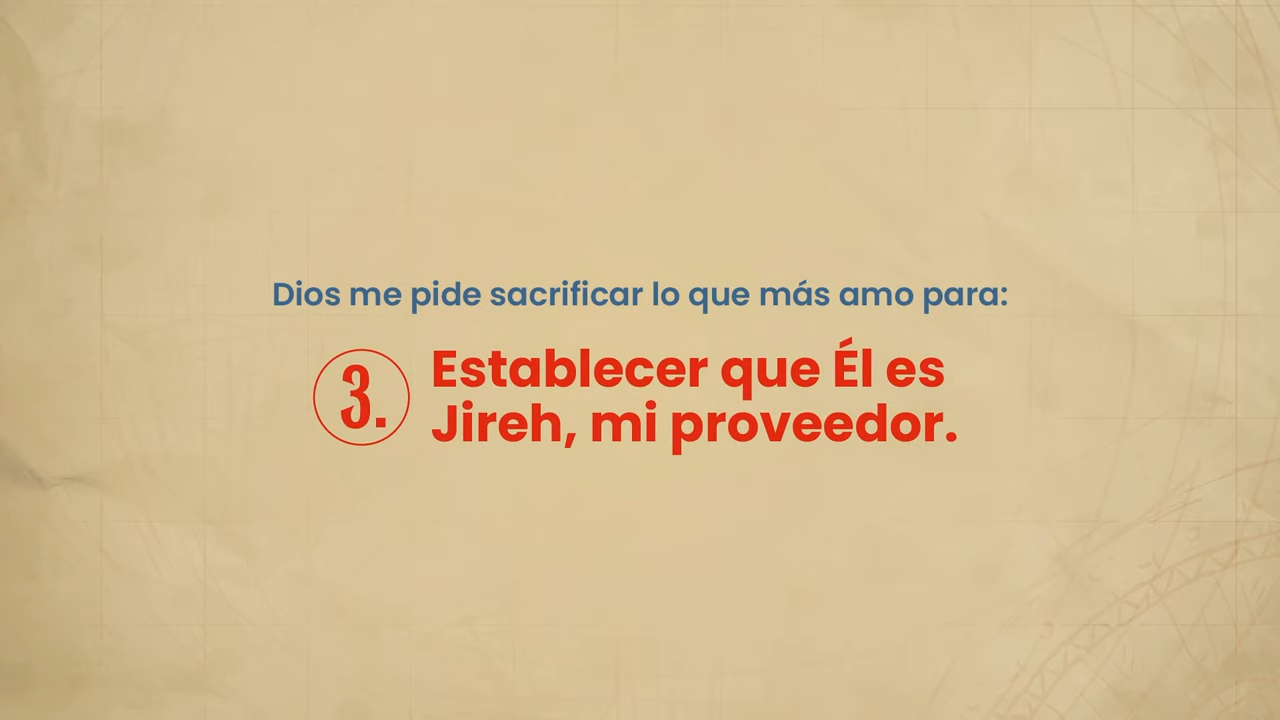 Dios me pide sacrificar lo que más amo para:
3. Establecer que Él es
Jireh, mi proveedor.